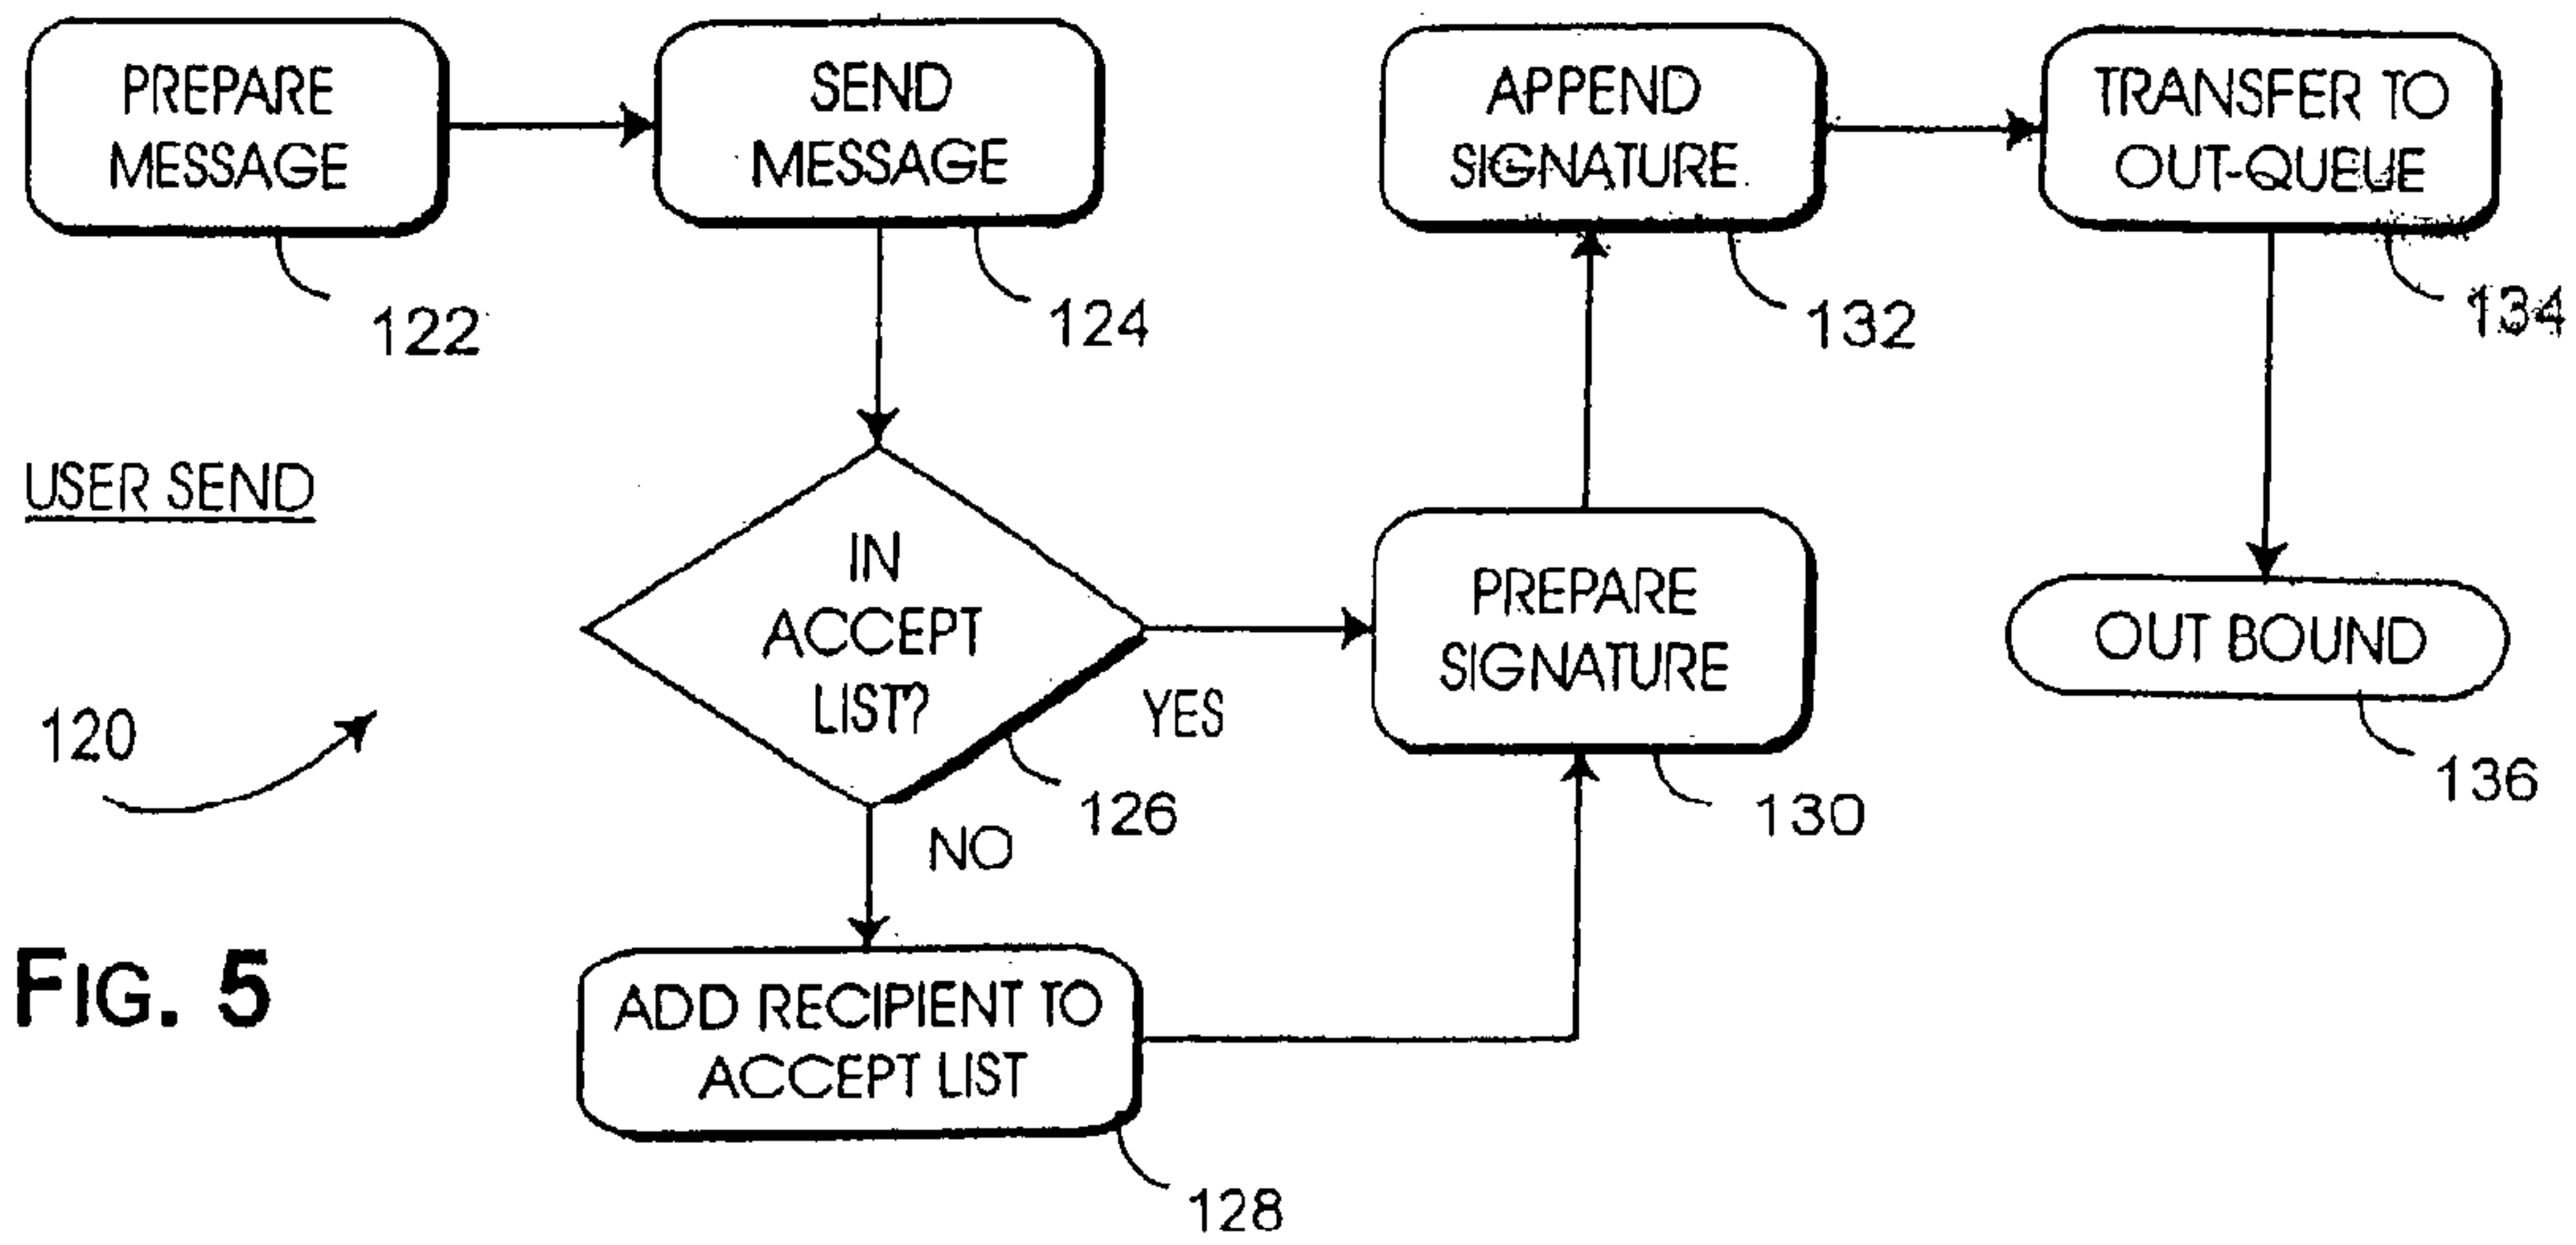 PREPARE
MESSAGE
122
SEND
MESSAGE
124
APPEND
SIGNATURE
132
TRANSFER TO
OUT-QUEUE
134
USER SEND
120
IN
ACCEPT
LIST?
126
YES
NO
PREPARE
SIGNATURE
130
OUT BOUND
136
ADD RECIPIENT TO
ACCEPT LIST
128
FIG. 5